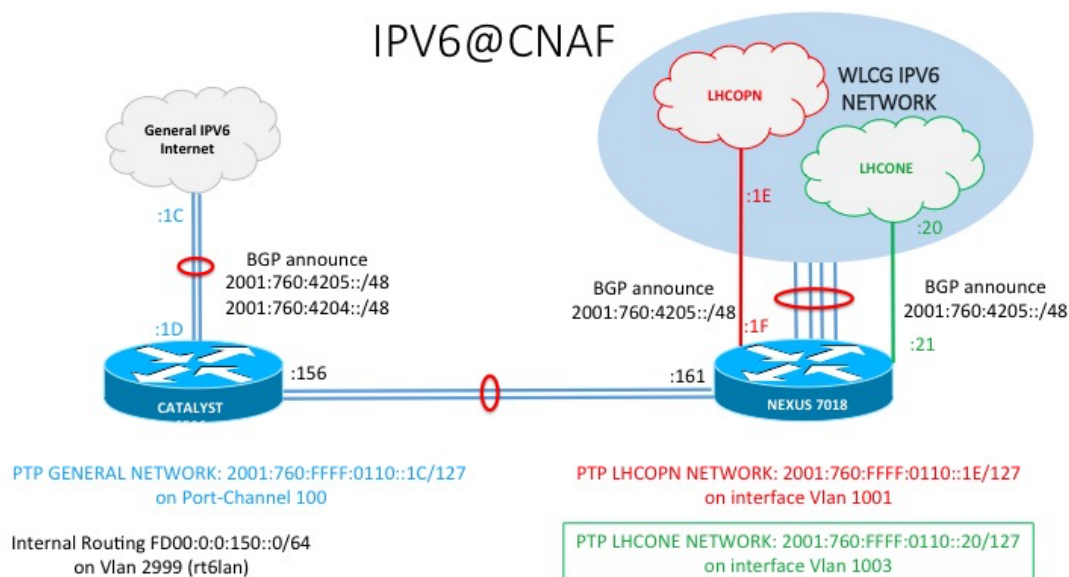 IPV6@CNAF
General IPV6
Internet
LHCOPN
WLCG IPV6
NETWORK
LHCONE
:1C
:1E
:20
BGP announce
2001:760:4205::/48
2001:760:4204::/48
BGP announce
2001:760:4205::/48
BGP announce
2001:760:4205::/48
:1D
:1F
:21
:156
:161
CATALYST
NEXUS 7018
PTP GENERAL NETWORK: 2001:760:FFFF:0110::1C/127
on Port-Channel 100
PTP LHCOPN NETWORK: 2001:760:FFFF:0110::1E/127
on interface Vlan 1001
Internal Routing FD00:0:0:150::0/64
on Vlan 2999 (rt6lan)
PTP LHCONE NETWORK: 2001:760:FFFF:0110::20/127
on interface Vlan 1003